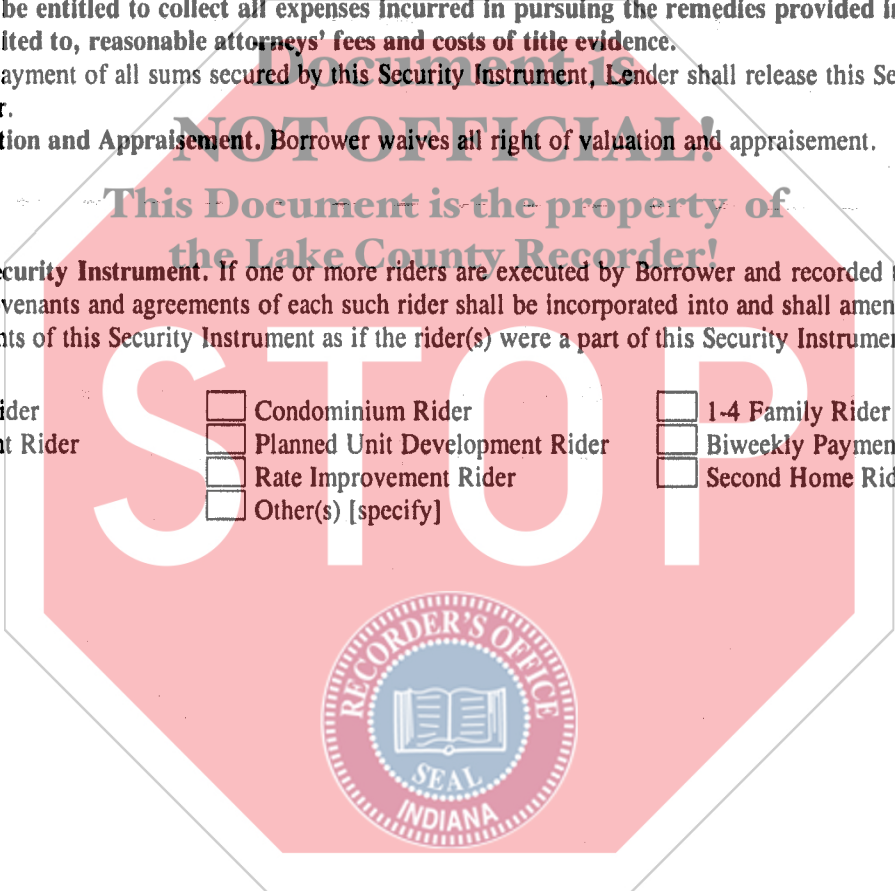 be entitled to collect all expenses incurred in pursuing the remedies provided i
ited to, reasonable attorneys' fees and costs of title evidence.
Document is
ayment of all sums secured by this Security Instrument, Lender shall release this Se
r.
NOT OFFICIAL!
tion and Appraisement. Borrower waives all right of valuation and appraisement.
This Document is the property of
the Lake County Recorder!
ecurity Instrument. If one or more riders are executed by Borrower and recorded
venants and agreements of each such rider shall be incorporated into and shall amen
nts of this Security Instrument as if the rider(s) were a part of this Security Instrumen
STOP
ider Condominium Rider 1-4 Family Rider
nt Rider Planned Unit Development Rider Biweekly Paymen
Rate Improvement Rider Second Home Rid
Other(s) [specify]
RECORDER'S OFFICE
SEAL
INDIANA